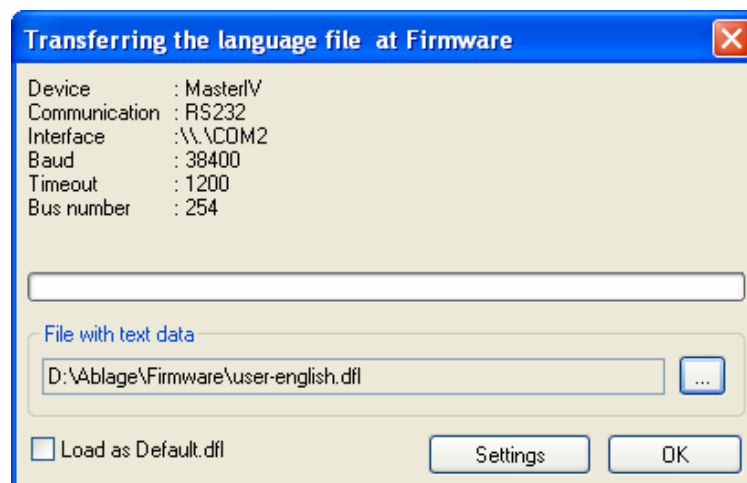 Transferring the language file at Firmware
Device : MasterIV
Communication : RS232
Interface :\\.\COM2
Baud : 38400
Timeout : 1200
Bus number : 254
File with text data
D:\Ablage\Firmware\user-english.dfl
...
Load as Default.dfl
Settings
OK